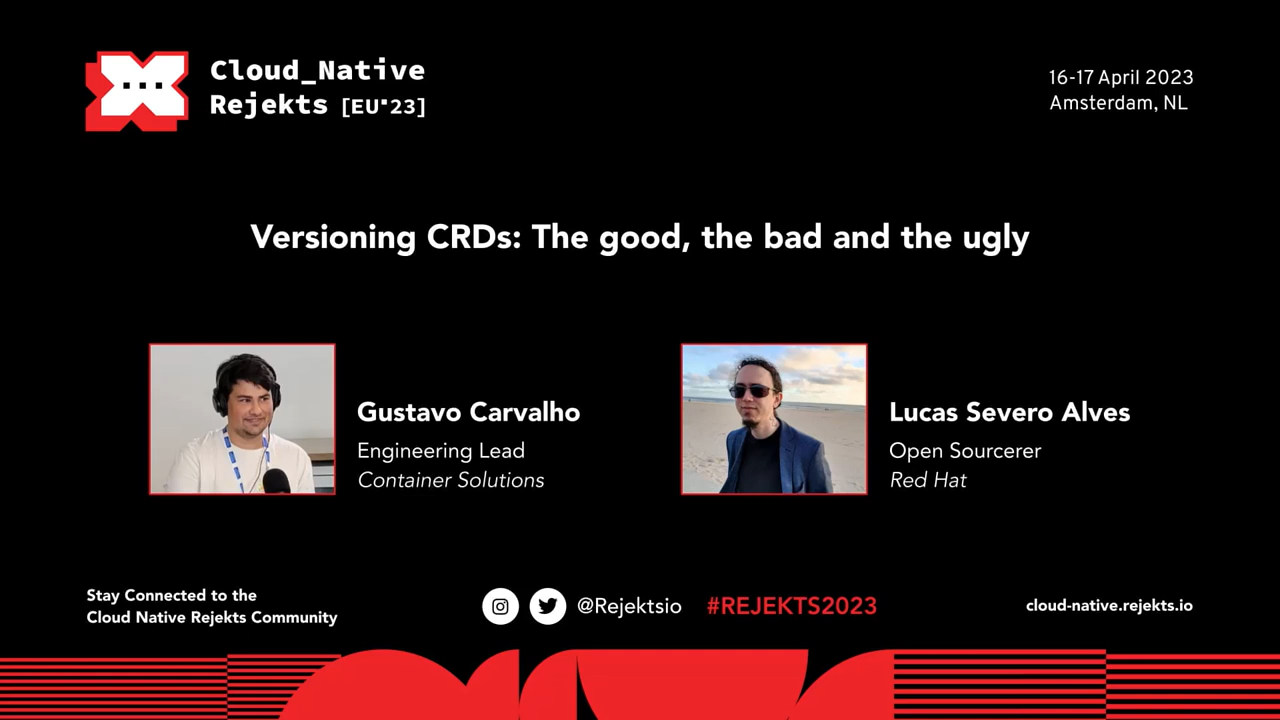 Cloud_Native
Rejekts [EU'23]
16-17 April 2023
Amsterdam, NL
Versioning CRDs: The good, the bad and the ugly
Gustavo Carvalho
Engineering Lead
Container Solutions
Lucas Severo Alves
Open Sourcerer
Red Hat
Stay Connected to the
Cloud Native Rejekts Community
@Rejektsio #REJEKTS2023
cloud-native.rejekts.io